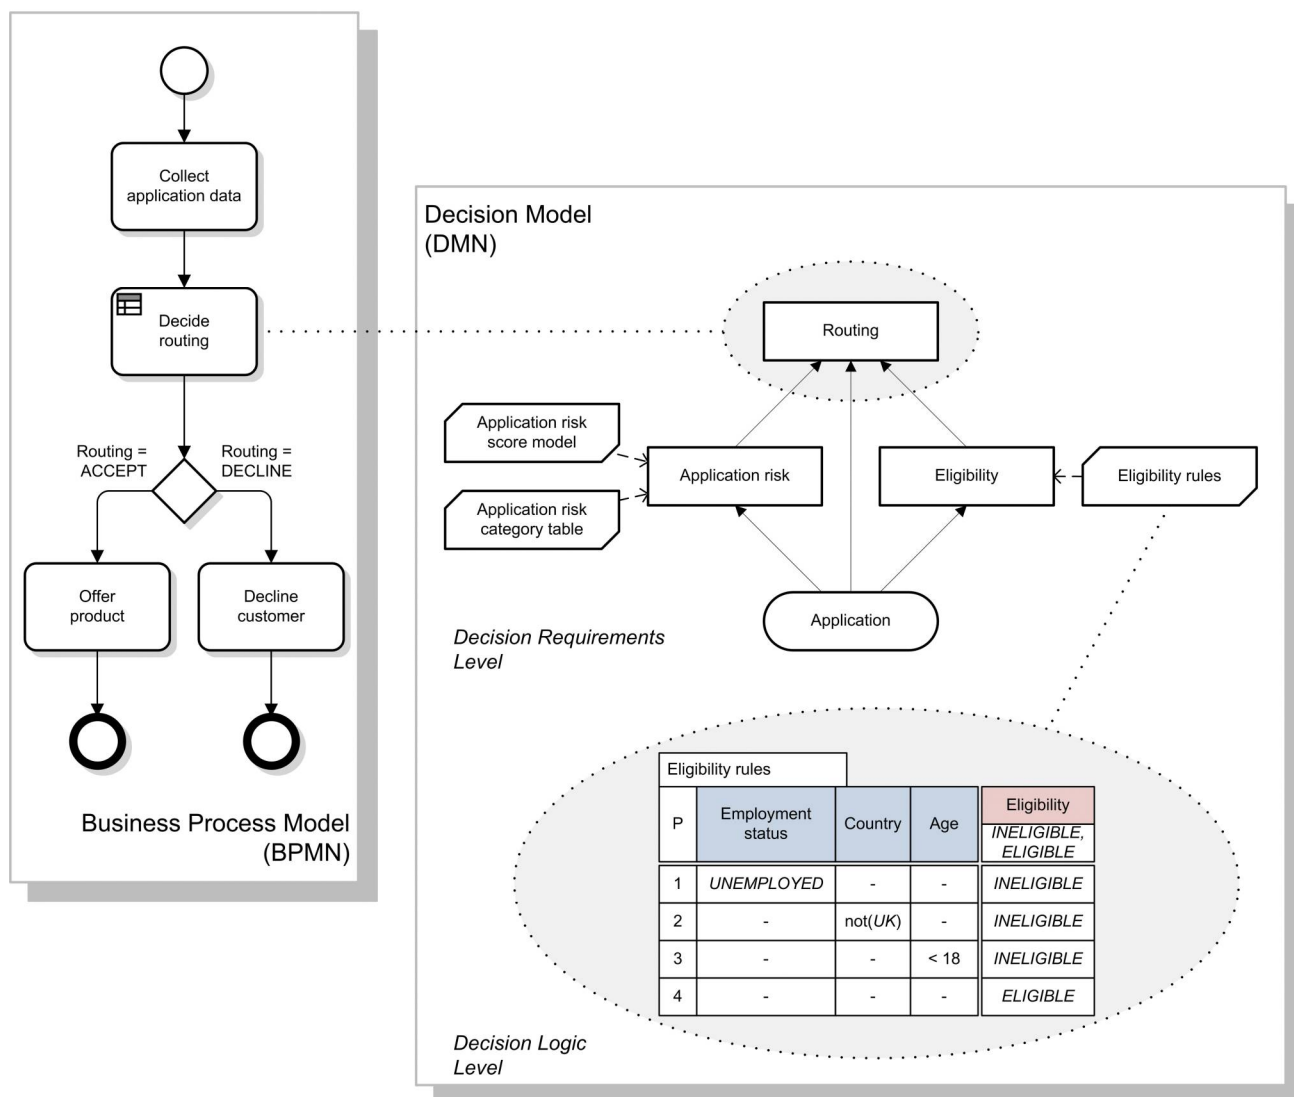 Collect
application data
Decide
routing
Routing =
ACCEPT
Routing =
DECLINE
Offer
product
Decline
customer
Business Process Model
(BPMN)
Decision Model
(DMN)
Routing
Application risk
score model
Application risk
Eligibility
Eligibility rules
Application risk
category table
Application
Decision Requirements
Level
Eligibility rules
P
Employment
status
Country
Age
Eligibility
INELIGIBLE,
ELIGIBLE
1 UNEMPLOYED - - INELIGIBLE
2 - not(UK) - INELIGIBLE
3 - - < 18 INELIGIBLE
4 - - - ELIGIBLE
Decision Logic
Level